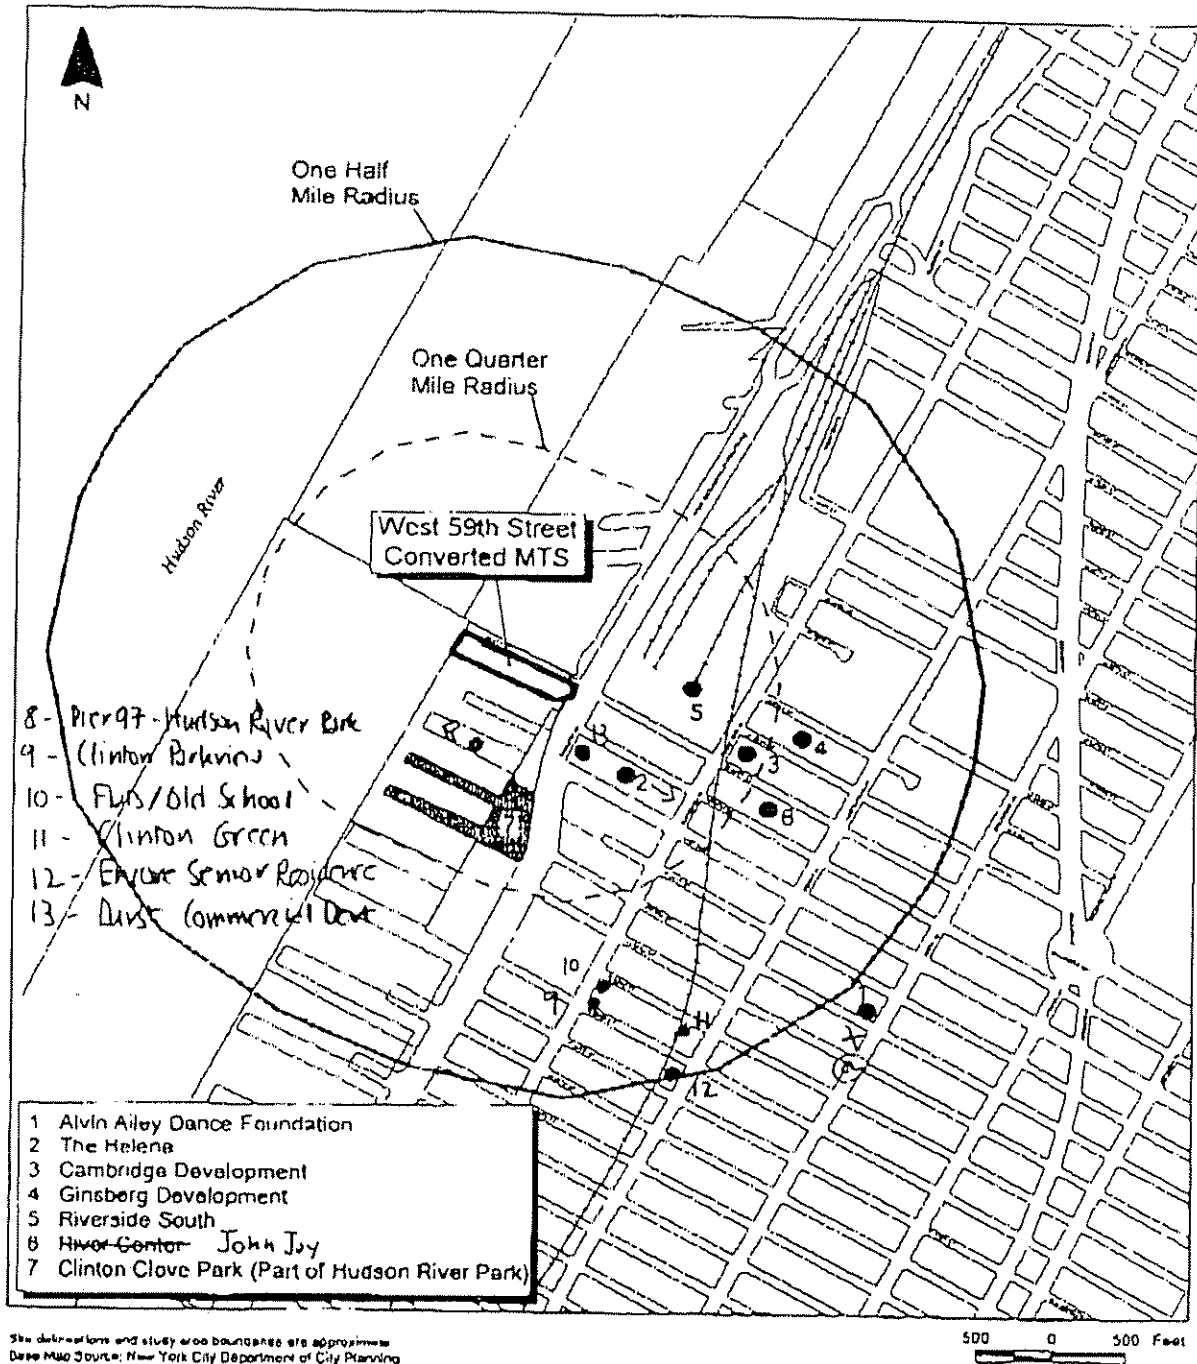 N
One Half
Mile Radius
One Quarter
Mile Radius
Hudson River
West 59th Street
Converted MTS
8 - Pier 97 - Hudson River Park
9 - Clinton
10 - /Old School
11 - Clinton Green
12 - Encore Senior Residence
13 - Durst Commercial Devt
8
13
2
5
4
3
6
7
10
9
11
12
1
X
1 Alvin Ailey Dance Foundation
2 The Helena
3 Cambridge Development
4 Ginsberg Development
5 Riverside South
6 River Center John Jay
7 Clinton Clove Park (Part of Hudson River Park)
Site delineations and study area boundaries are approximate
Base Map Source: New York City Department of City Planning
500 0 500 Feet